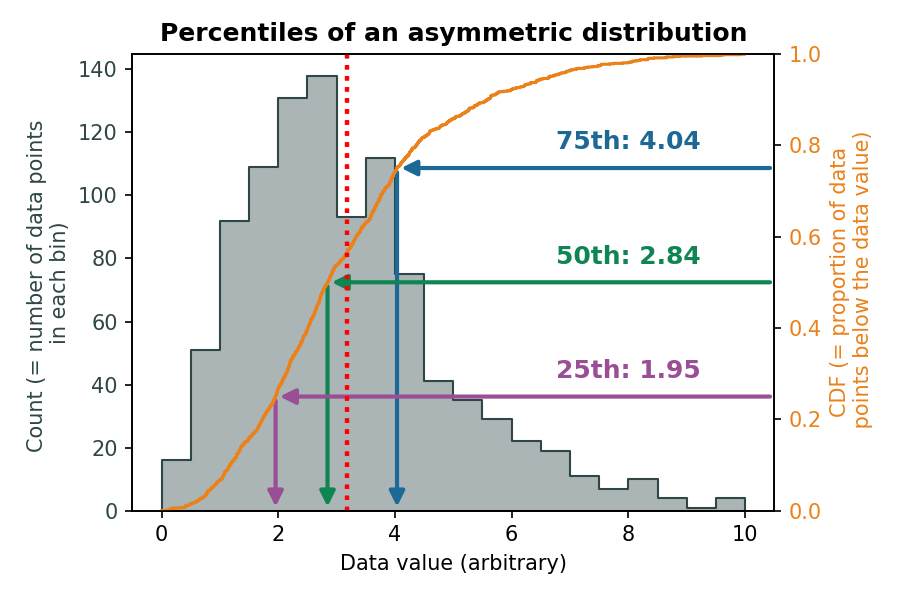 Percentiles of an asymmetric distribution
Count (= number of data points
in each bin)
140
120
100
80
60
40
20
0
75th: 4.04
50th: 2.84
25th: 1.95
1.0
0.8
0.6
0.4
0.2
0.0
CDF (= proportion of data
points below the data value)
0 2 4 6 8 10
Data value (arbitrary)